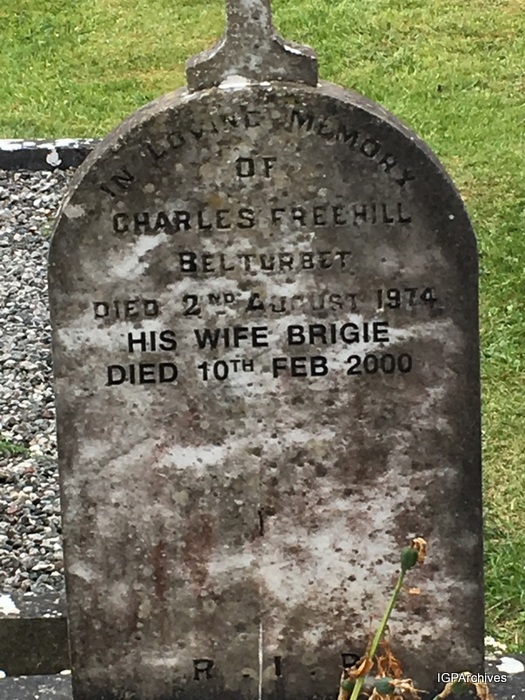 IN LOVING MEMORY
OF
CHARLES FREEHILL
BELTURBET
DIED 2ND AUGUST 1974
HIS WIFE BRIGIE
DIED 10TH FEB 2000
R.I.P
IGPArchives